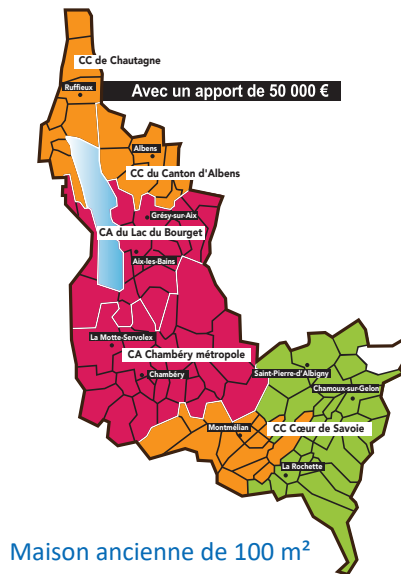 CC de Chautagne
Ruffieux
Avec un apport de 50 000 €
Albens
CC du Canton d'Albens
Grésy-sur-Aix
CA du Lac du Bourget
Aix-les-Bains
La Motte-Servolex
CA Chambéry métropole
Chambéry
Saint-Pierre-d'Albigny
Chamoux-sur-Gelon
Montmélian
CC Cœur de Savoie
La Rochette
Maison ancienne de 100 m²